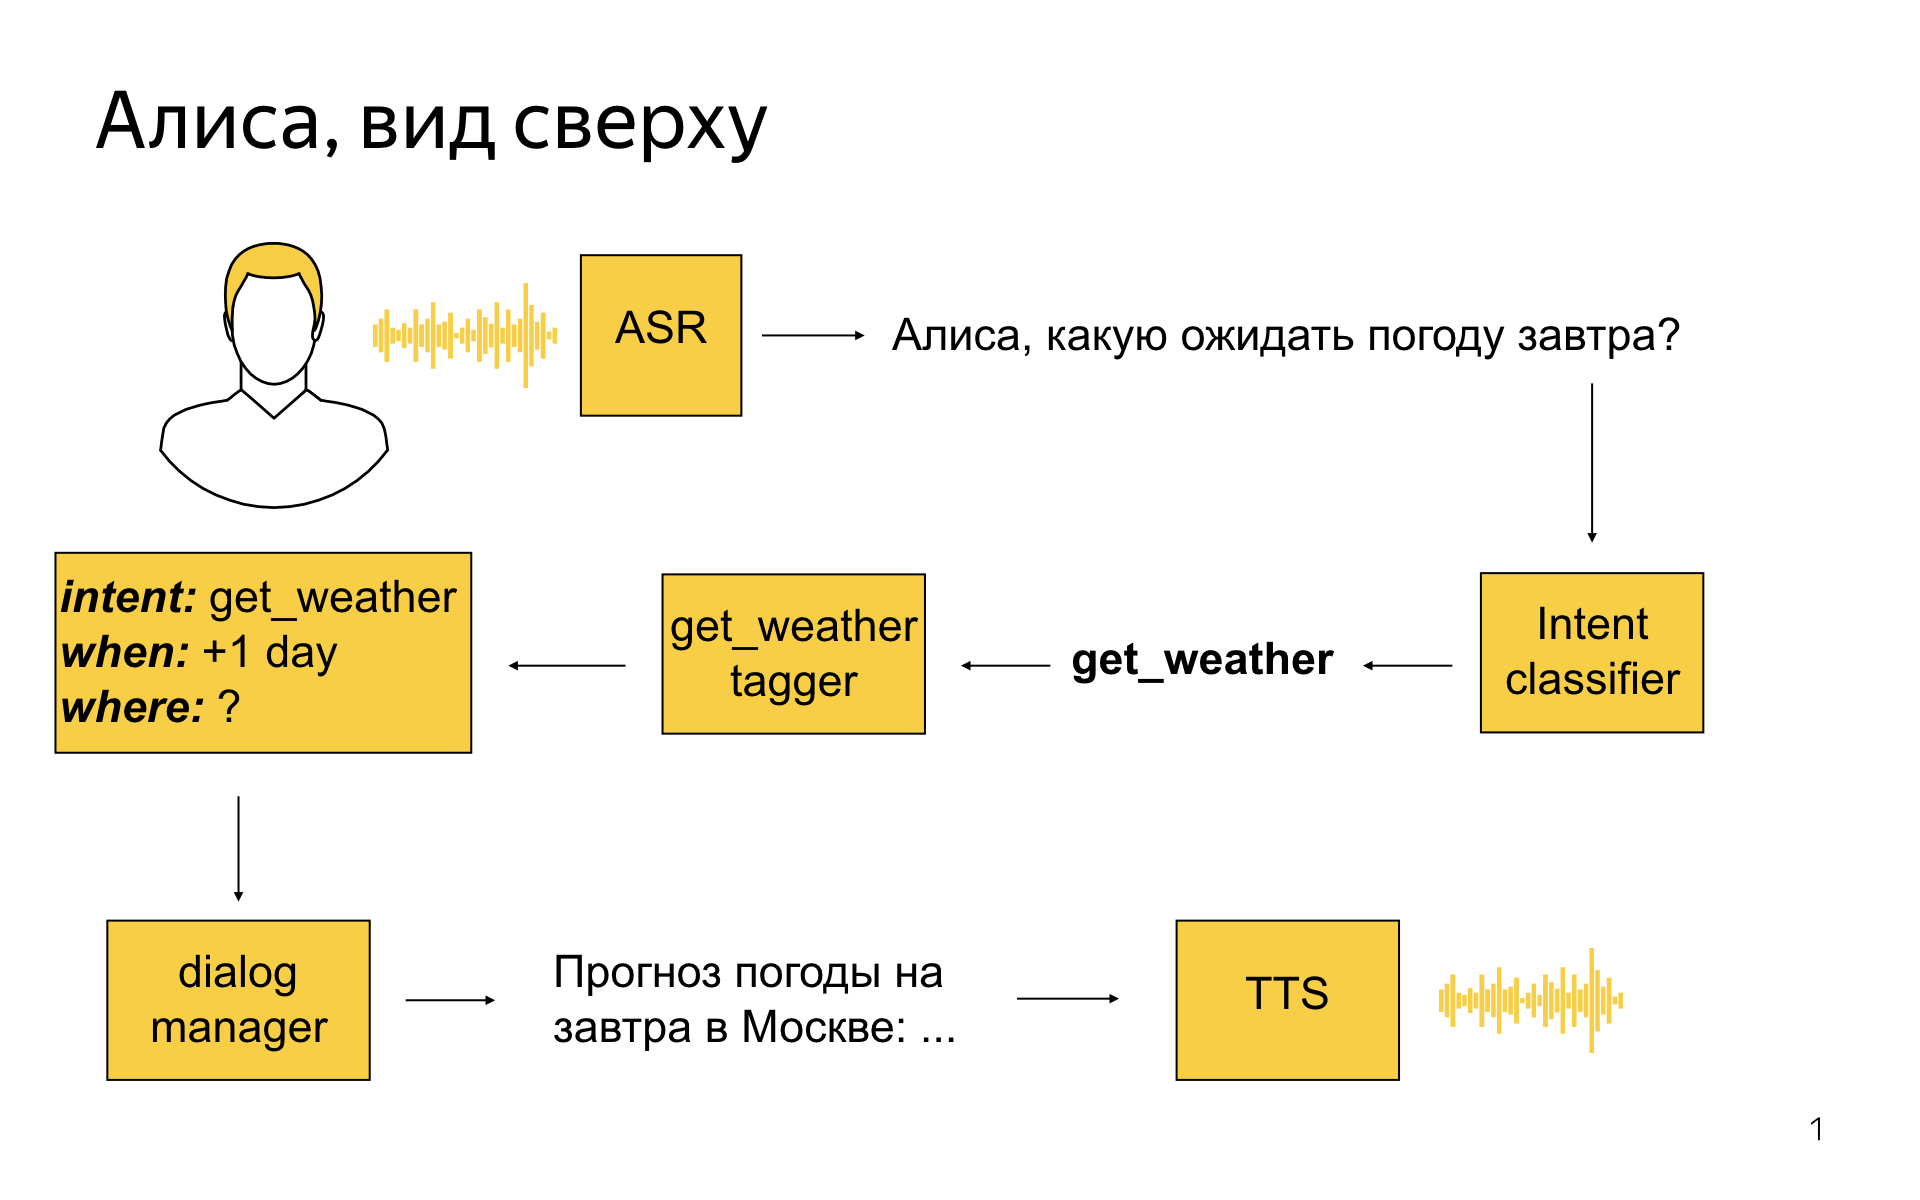 Алиса, вид сверху
ASR
Алиса, какую ожидать погоду завтра?
intent: get_weather
when: +1 day
where: ?
get_weather
tagger
get_weather
Intent
classifier
dialog
manager
Прогноз погоды на
завтра в Москве: ...
TTS
1